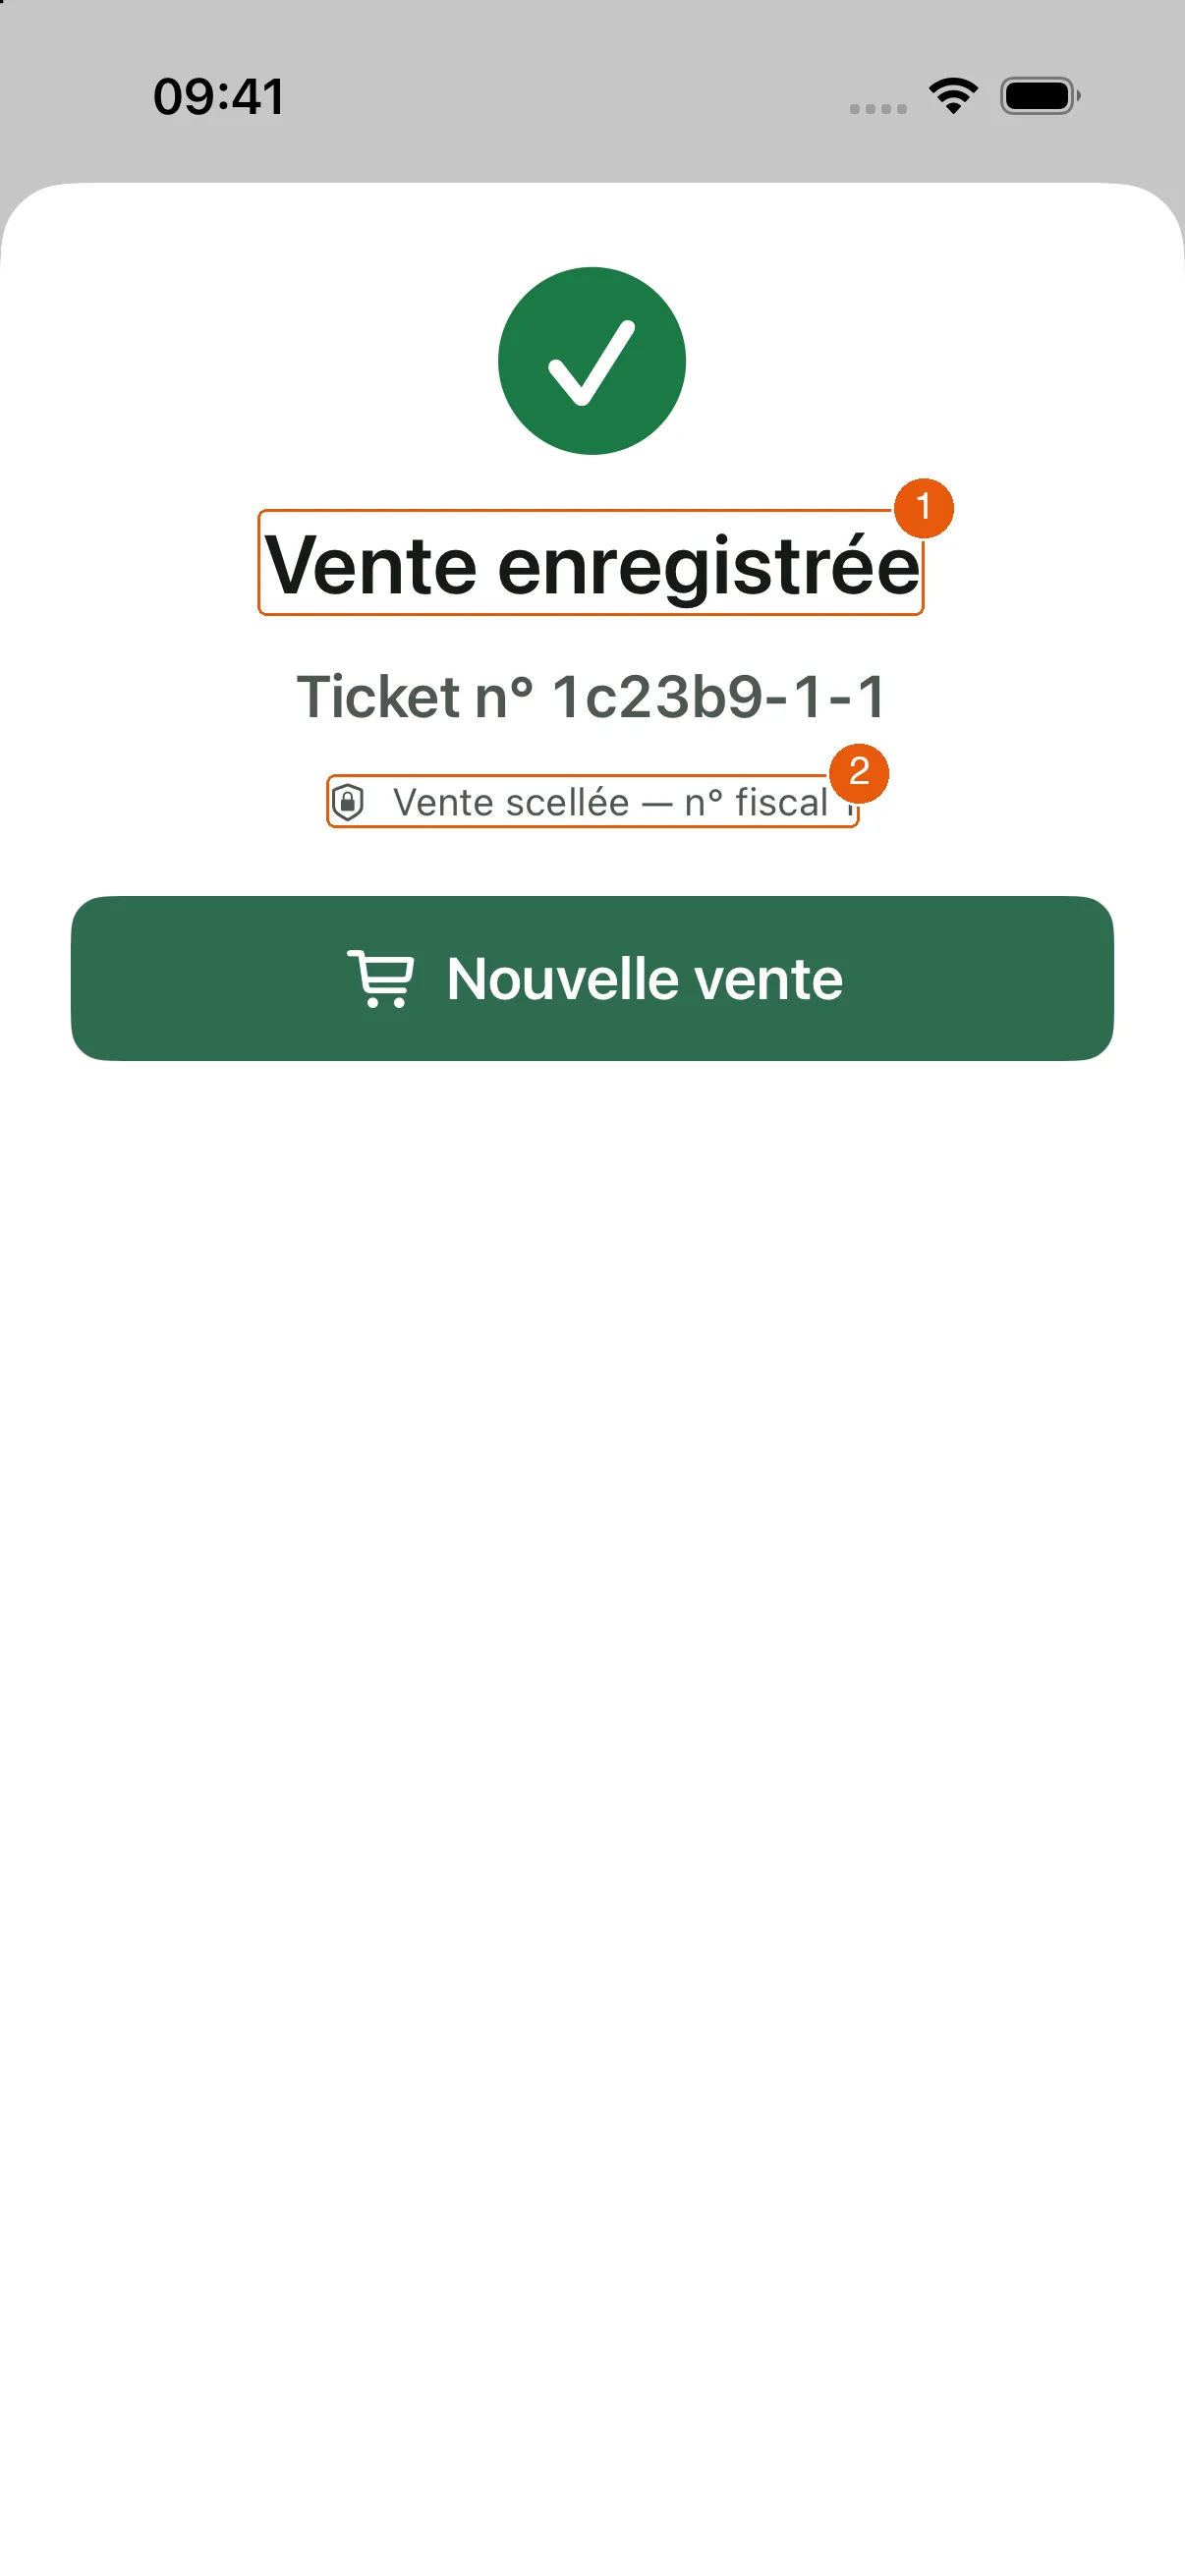 09:41
1
Vente enregistrée
Ticket n° 1c23b9-1-1
2
Vente scellée — n° fiscal
Nouvelle vente